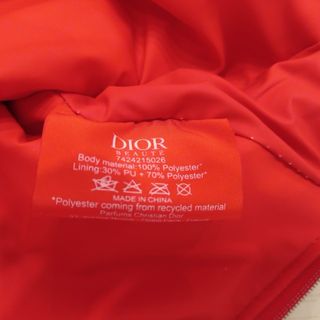 DIOR
BEAUTÉ
7424215026
Body material:100% Polyester*
Lining:30% PU + 70% Polyester*
MADE IN CHINA
*Polyester coming from recycled material
Parfums Christian Dior